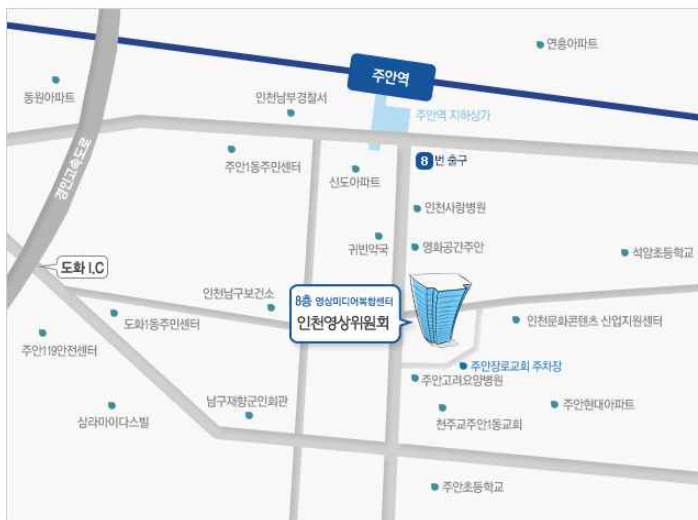 연흥아파트
주안역
동원아파트
인천남부경찰서
주안역 지하상가
경인고속도로
주안1동주민센터
8번 출구
신도아파트
인천사랑병원
귀빈약국
영화공간주안
석암초등학교
도화 I.C
인천남구보건소
8층 영상미디어복합센터
인천영상위원회
도화1동주민센터
인천문화콘텐츠 산업지원센터
주안119안전센터
주안장로교회 주차장
주안고려요양병원
남구재향군인회관
삼라마이다스빌
천주교주안1동교회
주안현대아파트
주안초등학교